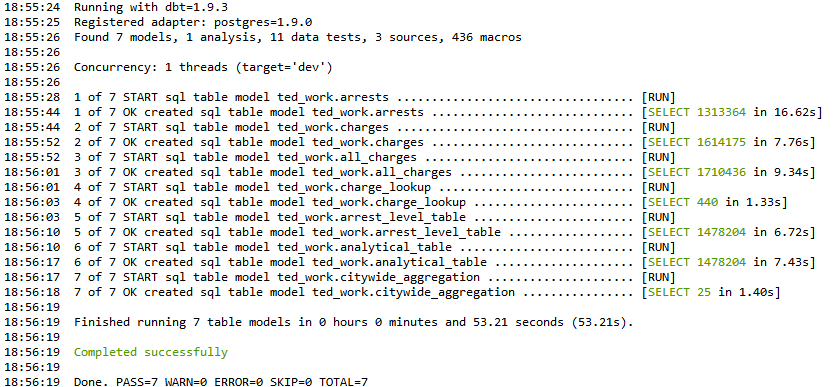 18:55:24  Running with dbt=1.9.3
18:55:25  Registered adapter: postgres=1.9.0
18:55:26  Found 7 models, 1 analysis, 11 data tests, 3 sources, 436 macros
18:55:26
18:55:26  Concurrency: 1 threads (target='dev')
18:55:26
18:55:28  1 of 7 START sql table model ted_work.arrests .................................. [RUN]
18:55:44  1 of 7 OK created sql table model ted_work.arrests ............................. [SELECT 1313364 in 16.62s]
18:55:44  2 of 7 START sql table model ted_work.charges .................................. [RUN]
18:55:52  2 of 7 OK created sql table model ted_work.charges ............................. [SELECT 1614175 in 7.76s]
18:55:52  3 of 7 START sql table model ted_work.all_charges .............................. [RUN]
18:56:01  3 of 7 OK created sql table model ted_work.all_charges ......................... [SELECT 1710436 in 9.34s]
18:56:01  4 of 7 START sql table model ted_work.charge_lookup ............................ [RUN]
18:56:03  4 of 7 OK created sql table model ted_work.charge_lookup ....................... [SELECT 440 in 1.33s]
18:56:03  5 of 7 START sql table model ted_work.arrest_level_table ....................... [RUN]
18:56:10  5 of 7 OK created sql table model ted_work.arrest_level_table .................. [SELECT 1478204 in 6.72s]
18:56:10  6 of 7 START sql table model ted_work.analytical_table ......................... [RUN]
18:56:17  6 of 7 OK created sql table model ted_work.analytical_table .................... [SELECT 1478204 in 7.43s]
18:56:17  7 of 7 START sql table model ted_work.citywide_aggregation ..................... [RUN]
18:56:18  7 of 7 OK created sql table model ted_work.citywide_aggregation ................ [SELECT 25 in 1.40s]
18:56:19
18:56:19  Finished running 7 table models in 0 hours 0 minutes and 53.21 seconds (53.21s).
18:56:19
18:56:19  Completed successfully
18:56:19
18:56:19  Done. PASS=7 WARN=0 ERROR=0 SKIP=0 TOTAL=7